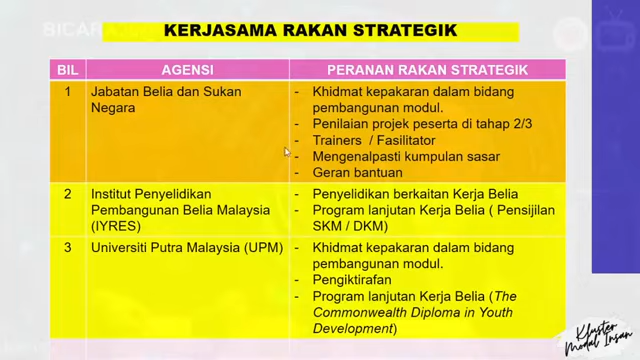 BICARA
KERJASAMA RAKAN STRATEGIK
BIL AGENSI PERANAN RAKAN STRATEGIK
1 Jabatan Belia dan Sukan Negara
- Khidmat kepakaran dalam bidang
pembangunan modul.
- Penilaian projek peserta di tahap 2/3
- Trainers / Fasilitator
- Mengenalpasti kumpulan sasar
- Geran bantuan
2 Institut Penyelidikan
Pembangunan Belia Malaysia
(IYRES)
- Penyelidikan berkaitan Kerja Belia
- Program lanjutan Kerja Belia ( Pensijilan
SKM / DKM)
3 Universiti Putra Malaysia (UPM)
- Khidmat kepakaran dalam bidang
pembangunan modul.
- Pengiktirafan
- Program lanjutan Kerja Belia (The
Commonwealth Diploma in Youth
Development)
Kluster
Modal Insan